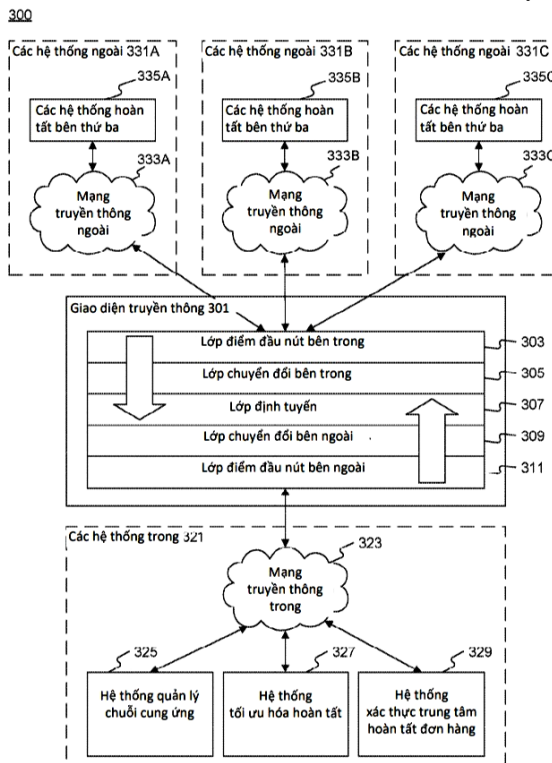 300
Các hệ thống ngoài 331A
335A
Các hệ thống hoàn
tất bên thứ ba
333A
Mạng
truyền thông
ngoài
Các hệ thống ngoài 331B
335B
Các hệ thống hoàn
tất bên thứ ba
333B
Mạng
truyền thông
ngoài
Các hệ thống ngoài 331C
335C
Các hệ thống hoàn
tất bên thứ ba
333C
Mạng
truyền thông
ngoài
Giao diện truyền thông 301
Lớp điểm đầu nút bên trong
303
Lớp chuyển đổi bên trong
305
Lớp định tuyến
307
Lớp chuyển đổi bên ngoài
309
Lớp điểm đầu nút bên ngoài
311
Các hệ thống trong 321
323
Mạng
truyền thông
trong
325
Hệ thống quản lý
chuỗi cung ứng
327
Hệ thống
tối ưu hóa hoàn tất
329
Hệ thống
xác thực trung tâm
hoàn tất đơn hàng